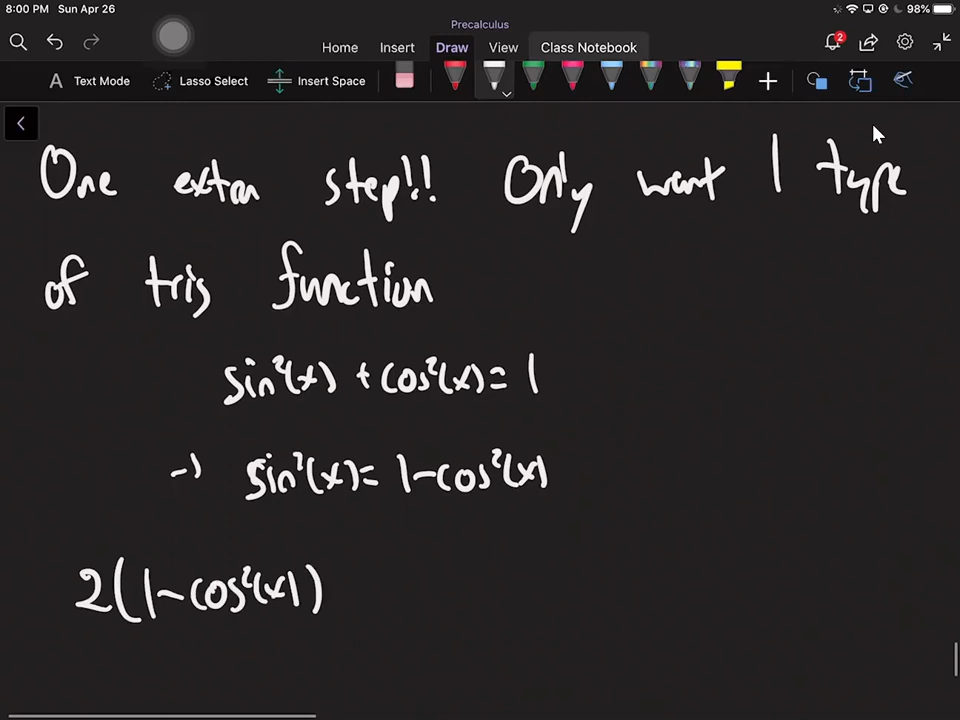 8:00 PM Sun Apr 26
98%
Precalculus
Home Insert Draw View Class Notebook
2
A Text Mode Lasso Select Insert Space
One extra step!! Only want 1 type
of trig function
sin²(x) + cos²(x) = 1
→ sin²(x) = 1-cos²(x)
2(1-cos²(x))